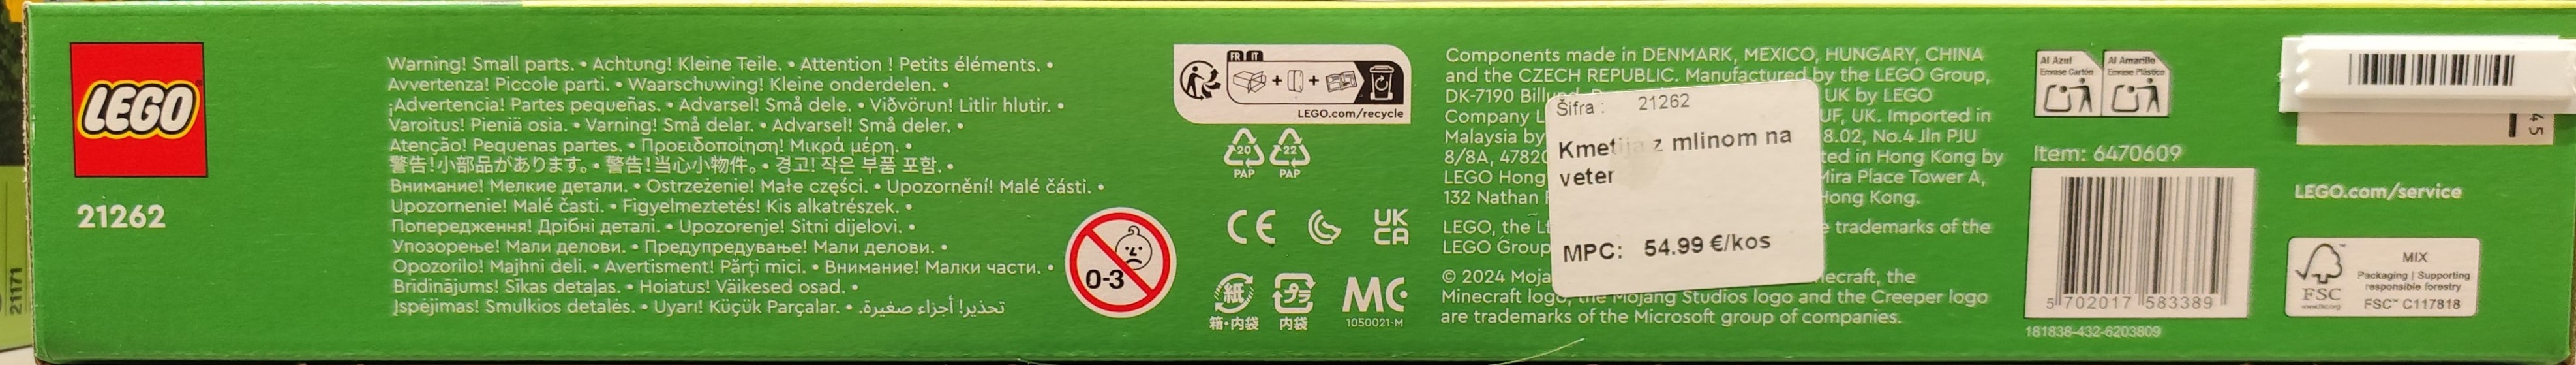 LEGO
21262
Warning! Small parts. • Achtung! Kleine Teile. • Attention ! Petits éléments. •
Avvertenza! Piccole parti. • Waarschuwing! Kleine onderdelen. •
¡Advertencia! Partes pequeñas. • Advarsel! Små dele. • Viðvörun! Litlir hlutir. •
Varoitus! Pieniä osia. • Varning! Små delar. • Advarsel! Små deler. •
Atenção! Pequenas partes. • Προειδοποίηση! Μικρά μέρη. •
警告!小部品があります。• 警告!当心小物件。• 경고! 작은 부품 포함. •
Внимание! Мелкие детали. • Ostrzeżenie! Małe części. • Upozornění! Malé části. •
Upozornenie! Malé časti. • Figyelmeztetés! Kis alkatrészek. •
Попередження! Дрібні деталі. • Upozorenje! Sitni dijelovi. •
Упозорење! Мали делови. • Предупредување! Мали делови. •
Opozorilo! Majhni deli. • Avertisment! Părți mici. • Внимание! Малки части. •
Brīdinājums! Sīkas detaļas. • Hoiatus! Väikesed osad. •
Įspėjimas! Smulkios detalės. • Uyarı! Küçük Parçalar. • تحذير! أجزاء صغيرة.
0-3
FR IT
LEGO.com/recycle
20 22
PAP PAP
CE UK CA
紙 プラ MC
箱・内袋 内袋 1050021-M
Components made in DENMARK, MEXICO, HUNGARY, CHINA
and the CZECH REPUBLIC. Manufactured by the LEGO Group,
DK-7190 UK by LEGO
Company UF, UK. Imported in
Malaysia by 8.02, No.4 Jln PJU
8/8A, in Hong Kong by
LEGO Hong Mira Place Tower A,
132 Nathan Hong Kong.
LEGO, the trademarks of the
LEGO Group
© 2024 the
Minecraft logo, the Mojang Studios logo and the Creeper logo
are trademarks of the Microsoft group of companies.
Šifra : 21262
Kmetija z mlinom na
veter
MPC: 54.99 €/kos
Al Azul Al Amarillo
Envase Cartón Envase Plástico
Item: 6470609
5 702017 583389
181838-432-6203809
45
LEGO.com/service
FSC
www.fsc.org
MIX
Packaging | Supporting
responsible forestry
FSC™ C117818
21171